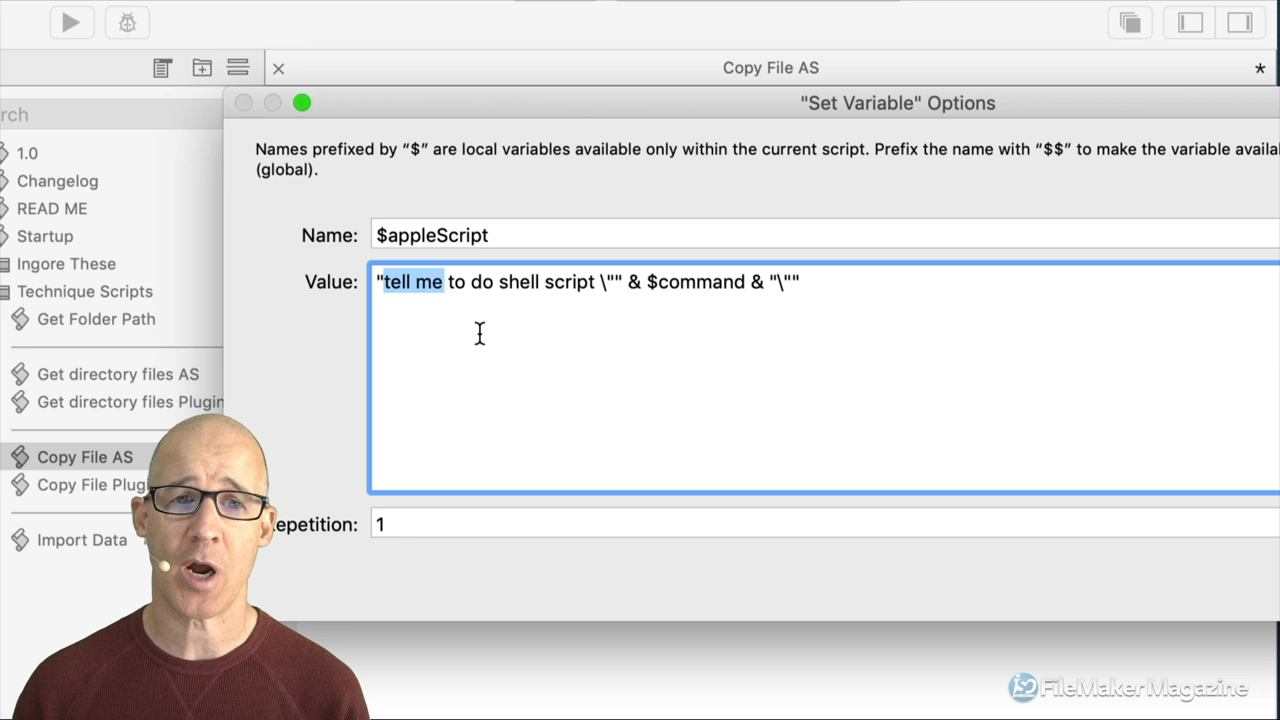 Copy File AS
*
rch
"Set Variable" Options
Names prefixed by “$” are local variables available only within the current script. Prefix the name with “$$” to make the variable availal
(global).
1.0
Changelog
READ ME
Startup
Ingore These
Technique Scripts
Get Folder Path
Get directory files AS
Get directory files Plugin
Copy File AS
Copy File Plugi
Import Data
Name: $appleScript
Value: "tell me to do shell script \"" & $command & "\""
epetition: 1
FileMakerMagazine